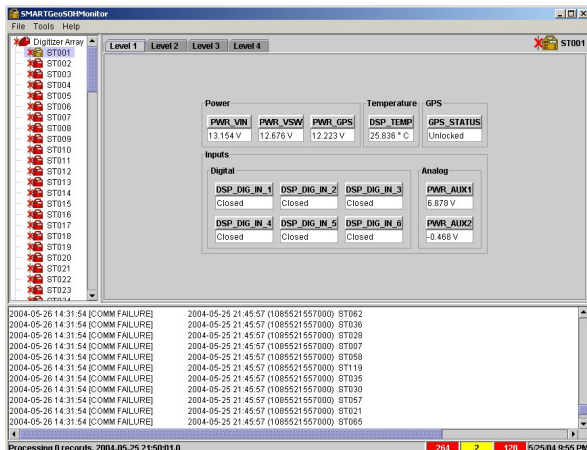 SMARTGeoSOHMonitor
File Tools Help
Digitizer Array
ST001
ST002
ST003
ST004
ST005
ST006
ST007
ST008
ST009
ST010
ST011
ST012
ST013
ST014
ST015
ST016
ST017
ST018
ST019
ST020
ST021
ST022
ST023
ST024
Level 1 Level 2 Level 3 Level 4
ST001
Power
PWR_VIN PWR_VSW PWR_GPS
13.154 V 12.676 V 12.223 V
Temperature
DSP_TEMP
25.836 ° C
GPS
GPS_STATUS
Unlocked
Inputs
Digital
DSP_DIG_IN_1 DSP_DIG_IN_2 DSP_DIG_IN_3
Closed Closed Closed
DSP_DIG_IN_4 DSP_DIG_IN_5 DSP_DIG_IN_6
Closed Closed Closed
Analog
PWR_AUX1
6.878 V
PWR_AUX2
-0.468 V
2004-05-26 14:31:54 [COMM FAILURE] 2004-05-25 21:45:57 (1085521557000) ST062
2004-05-26 14:31:54 [COMM FAILURE] 2004-05-25 21:45:57 (1085521557000) ST036
2004-05-26 14:31:54 [COMM FAILURE] 2004-05-25 21:45:57 (1085521557000) ST028
2004-05-26 14:31:54 [COMM FAILURE] 2004-05-25 21:45:57 (1085521557000) ST007
2004-05-26 14:31:54 [COMM FAILURE] 2004-05-25 21:45:57 (1085521557000) ST058
2004-05-26 14:31:54 [COMM FAILURE] 2004-05-25 21:45:57 (1085521557000) ST119
2004-05-26 14:31:54 [COMM FAILURE] 2004-05-25 21:45:57 (1085521557000) ST035
2004-05-26 14:31:54 [COMM FAILURE] 2004-05-25 21:45:57 (1085521557000) ST030
2004-05-26 14:31:54 [COMM FAILURE] 2004-05-25 21:45:57 (1085521557000) ST057
2004-05-26 14:31:54 [COMM FAILURE] 2004-05-25 21:45:57 (1085521557000) ST021
2004-05-26 14:31:54 [COMM FAILURE] 2004-05-25 21:45:57 (1085521557000) ST065
Processing 0 records, 2004-05-25 21:50:01.0 264 2 128 5/25/04 9:55 PM